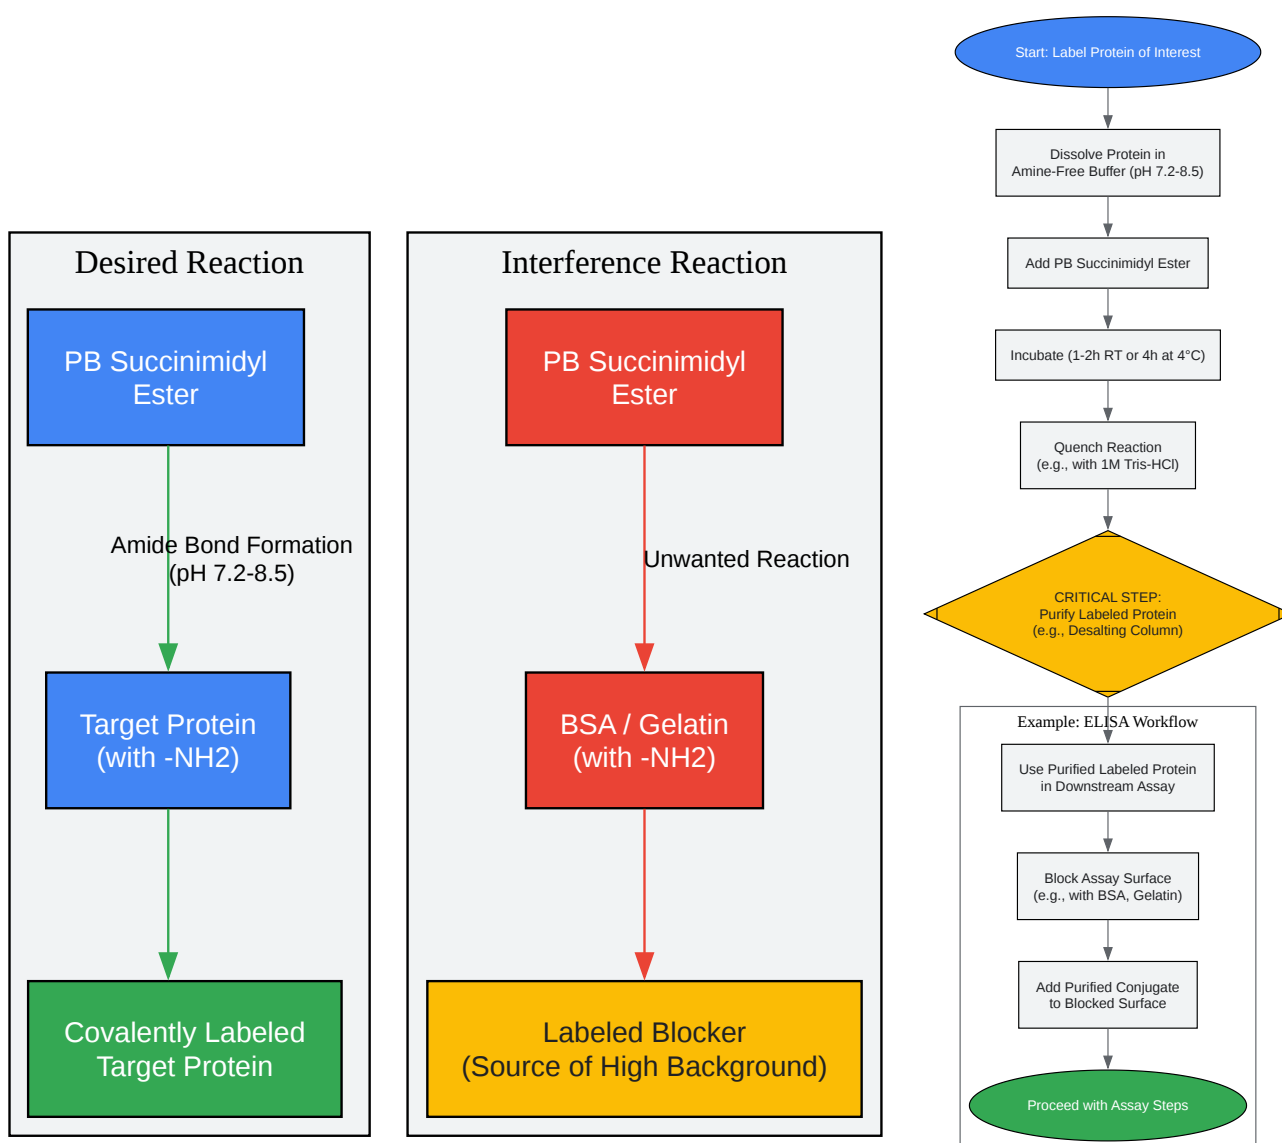 Desired Reaction
PB Succinimidyl
Ester
Amide Bond Formation
(pH 7.2-8.5)
Target Protein
(with -NH2)
Covalently Labeled
Target Protein
Interference Reaction
PB Succinimidyl
Ester
Unwanted Reaction
BSA / Gelatin
(with -NH2)
Labeled Blocker
(Source of High Background)
Start: Label Protein of Interest
Dissolve Protein in
Amine-Free Buffer (pH 7.2-8.5)
Add PB Succinimidyl Ester
Incubate (1-2h RT or 4h at 4°C)
Quench Reaction
(e.g., with 1M Tris-HCl)
CRITICAL STEP:
Purify Labeled Protein
(e.g., Desalting Column)
Example: ELISA Workflow
Use Purified Labeled Protein
in Downstream Assay
Block Assay Surface
(e.g., with BSA, Gelatin)
Add Purified Conjugate
to Blocked Surface
Proceed with Assay Steps